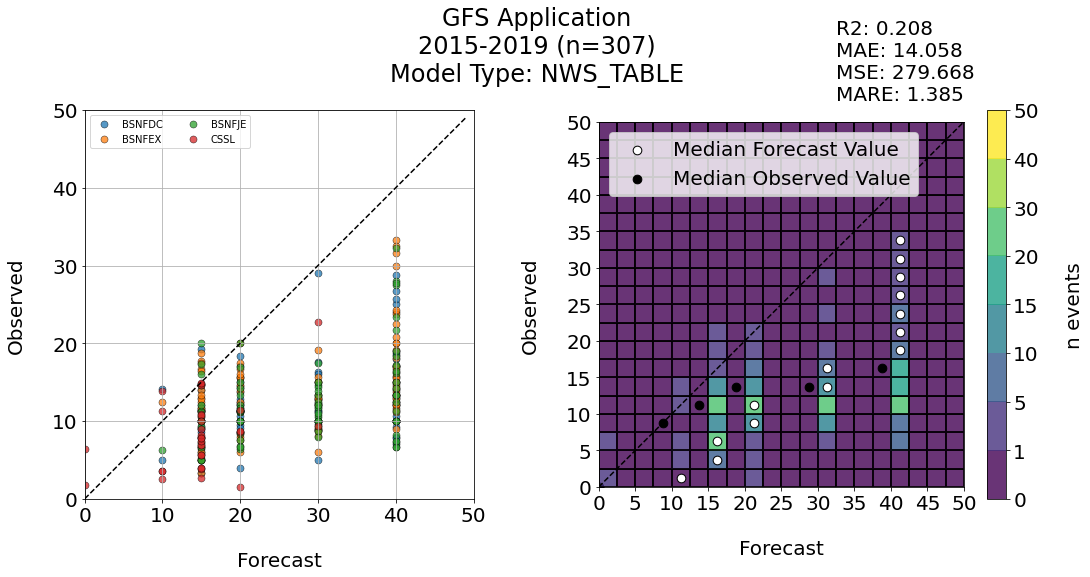 GFS Application
2015-2019 (n=307)
Model Type: NWS_TABLE
R2: 0.208
MAE: 14.058
MSE: 279.668
MARE: 1.385
BSNFDC BSNFJE
BSNFEX CSSL
50
40
30
20
10
0
0 10 20 30 40 50
Observed
Forecast
Median Forecast Value
Median Observed Value
50
45
40
35
30
25
20
15
10
5
0
0 5 10 15 20 25 30 35 40 45 50
Observed
Forecast
50
40
30
20
15
10
5
1
0
n events